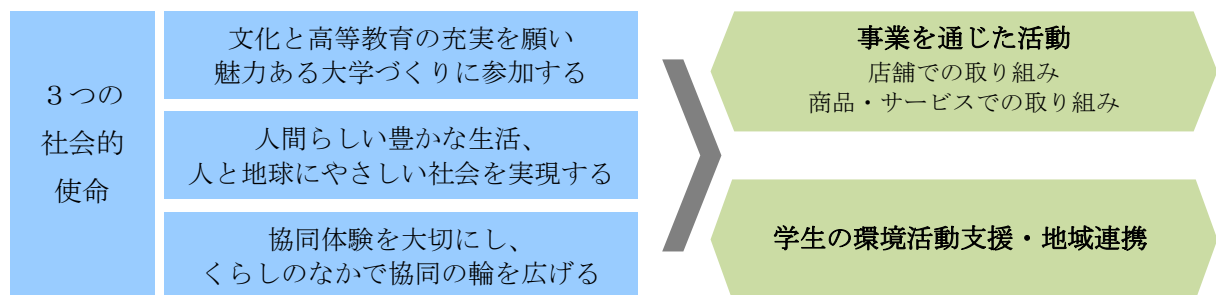 ３つの
社会的
使命
文化と高等教育の充実を願い
魅力ある大学づくりに参加する
人間らしい豊かな生活、
人と地球にやさしい社会を実現する
協同体験を大切にし、
くらしのなかで協同の輪を広げる
事業を通じた活動
店舗での取り組み
商品・サービスでの取り組み
学生の環境活動支援・地域連携